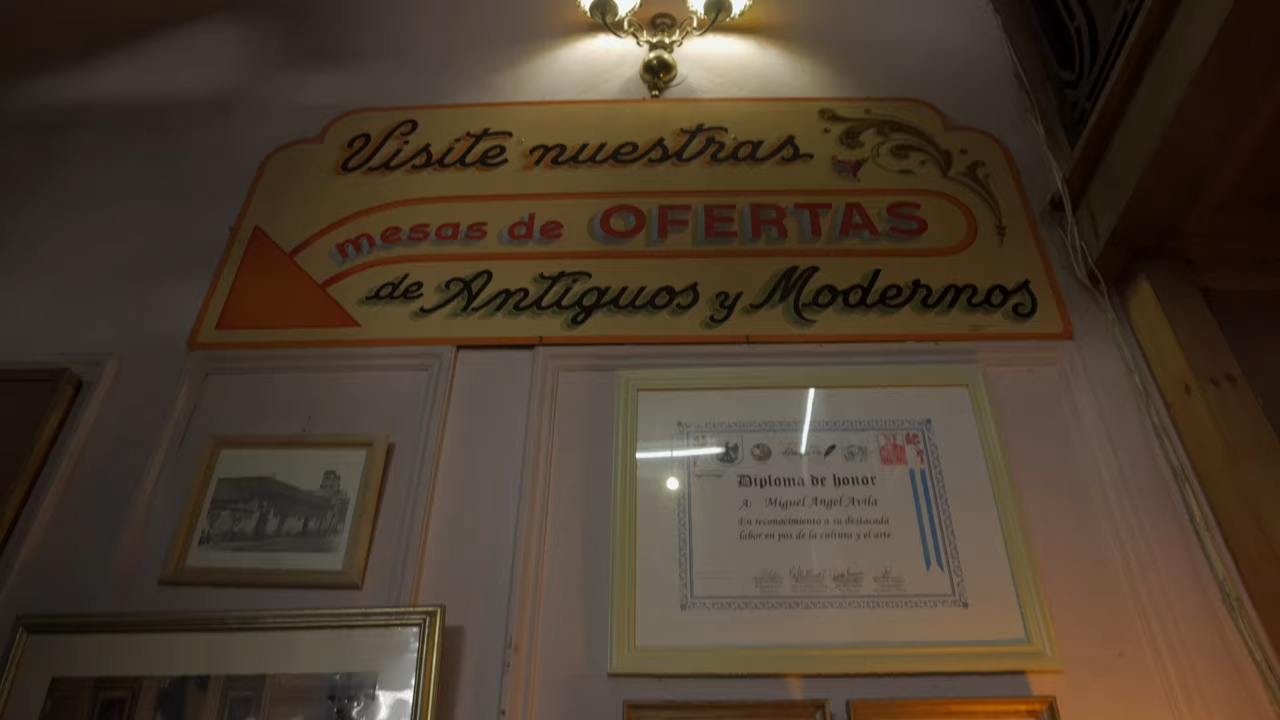 Visite nuestras
mesas de OFERTAS
de Antiguos y Modernos
Diploma de honor
A: Miguel Angel Avila
En reconocimiento a su destacada
labor en pos de la cultura y el arte.